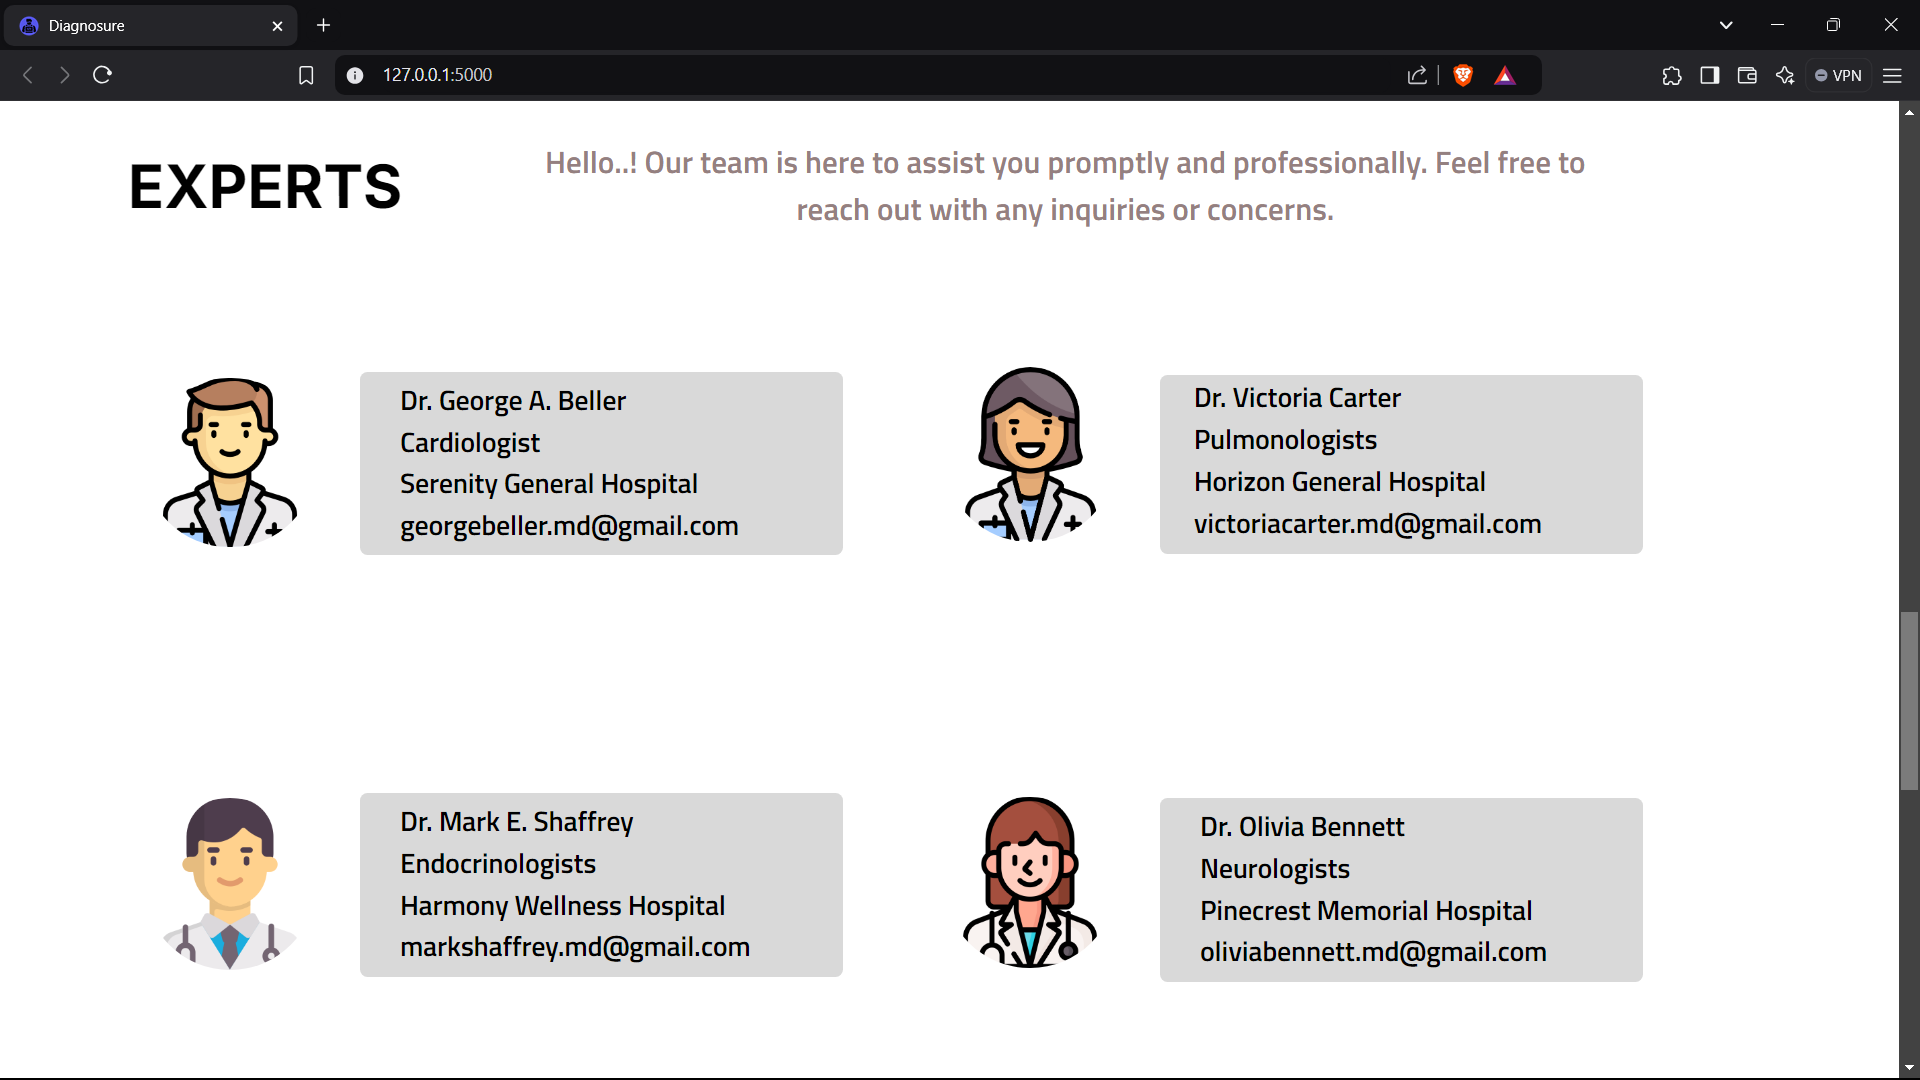 Diagnosure
127.0.0.1:5000
VPN
EXPERTS
Hello..! Our team is here to assist you promptly and professionally. Feel free to
reach out with any inquiries or concerns.
Dr. George A. Beller
Cardiologist
Serenity General Hospital
georgebeller.md@gmail.com
Dr. Victoria Carter
Pulmonologists
Horizon General Hospital
victoriacarter.md@gmail.com
Dr. Mark E. Shaffrey
Endocrinologists
Harmony Wellness Hospital
markshaffrey.md@gmail.com
Dr. Olivia Bennett
Neurologists
Pinecrest Memorial Hospital
oliviabennett.md@gmail.com